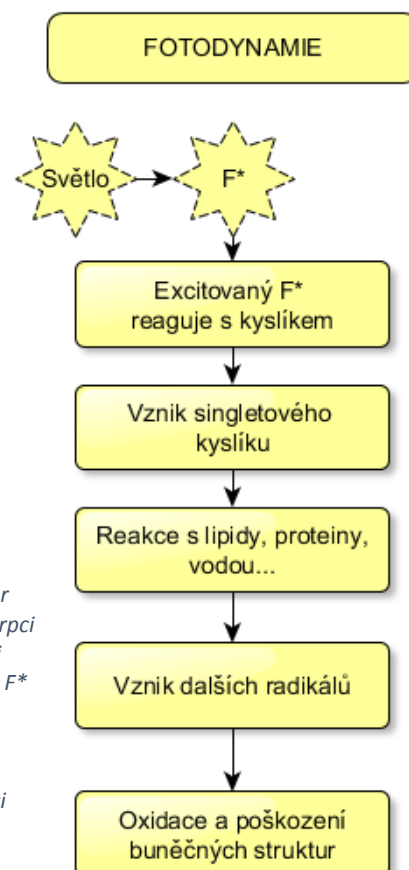 FOTODYNAMIE
Světlo
F*
Excitovaný F*
reaguje s kyslíkem
Vznik singletového
kyslíku
Reakce s lipidy, proteiny,
vodou...
Vznik dalších radikálů
F*
Oxidace a poškození
buněčných struktur